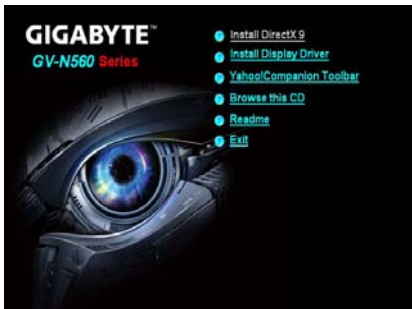 GIGABYTE™
GV-N560 Series
Install DirectX 9
Install Display Driver
Yahoo!Companion Toolbar
Browse this CD
Readme
Exit